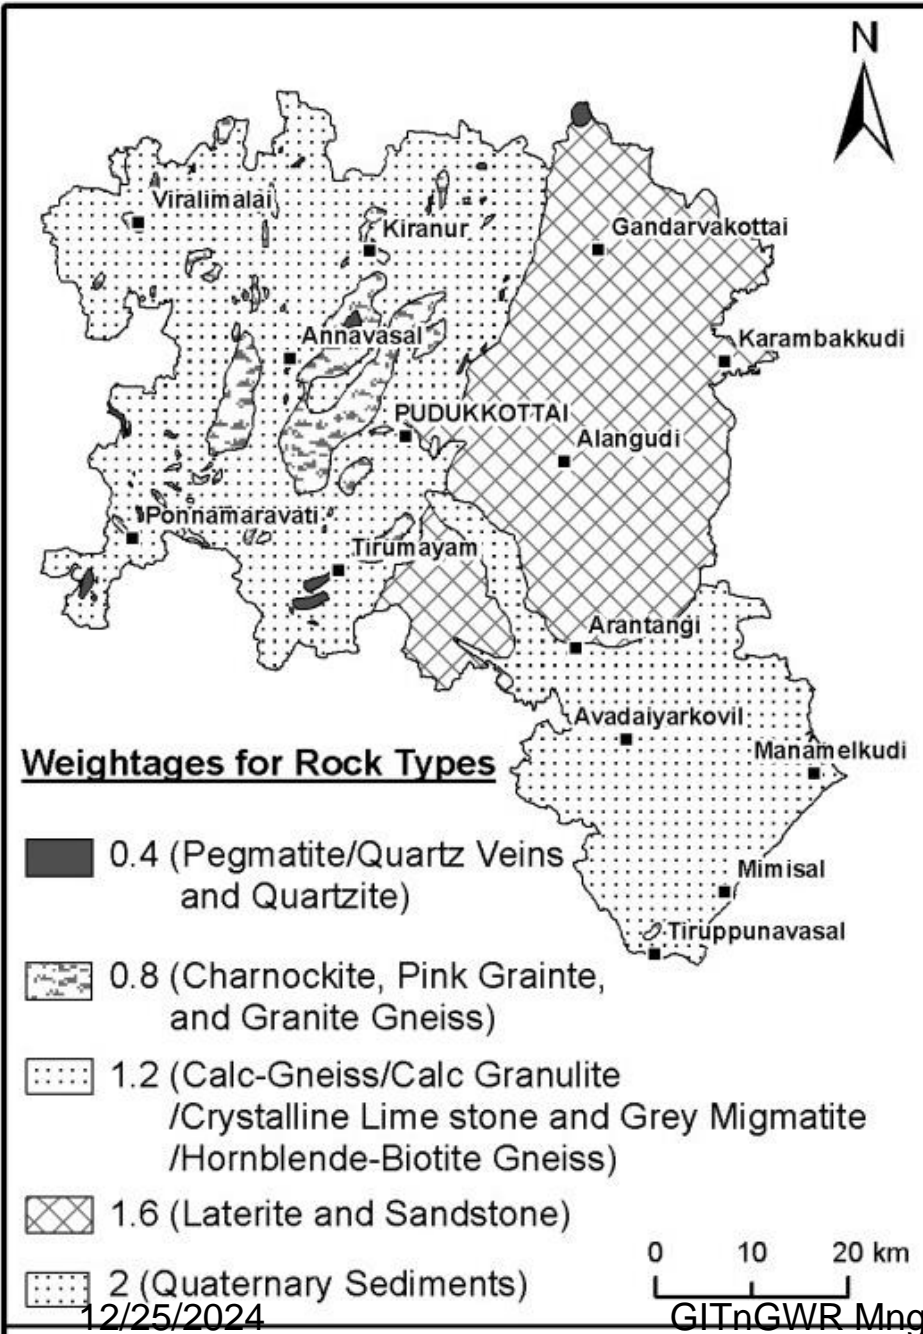 N
Viralimalai
Kiranur
Gandarvakottai
Annavasal
Karambakkudi
PUDUKKOTTAI
Alangudi
Ponnamaravati
Tirumayam
Arantangi
Avadaiyarkovil
Manamelkudi
Mimisal
Tiruppunavasal
Weightages for Rock Types
0.4 (Pegmatite/Quartz Veins
and Quartzite)
0.8 (Charnockite, Pink Grainte,
and Granite Gneiss)
1.2 (Calc-Gneiss/Calc Granulite
/Crystalline Lime stone and Grey Migmatite
/Hornblende-Biotite Gneiss)
1.6 (Laterite and Sandstone)
2 (Quaternary Sediments)
0 10 20 km
12/25/2024
GITnGWR Mng